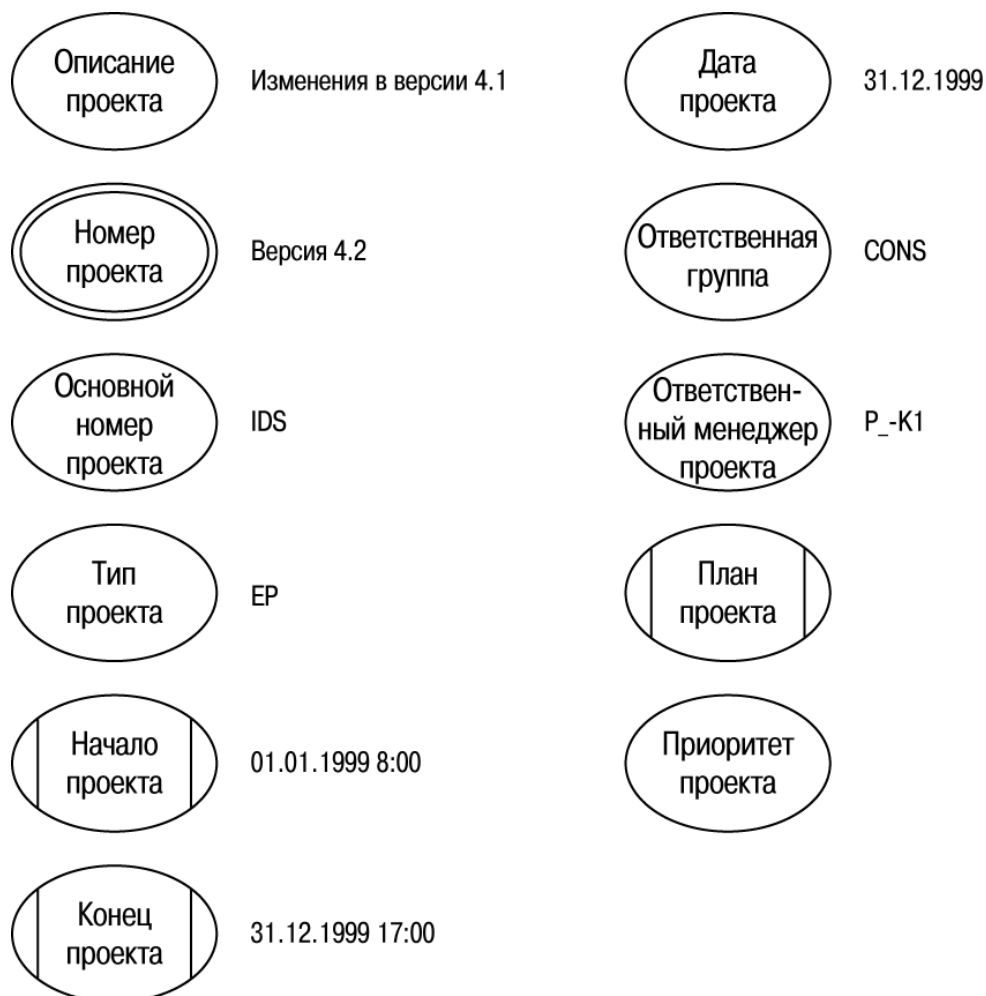 Описание
проекта
Изменения в версии 4.1
Дата
проекта
31.12.1999
Номер
проекта
Версия 4.2
Ответственная
группа
CONS
Основной
номер
проекта
IDS
Ответствен-
ный менеджер
проекта
P_-K1
Тип
проекта
EP
План
проекта
Начало
проекта
01.01.1999 8:00
Приоритет
проекта
Конец
проекта
31.12.1999 17:00